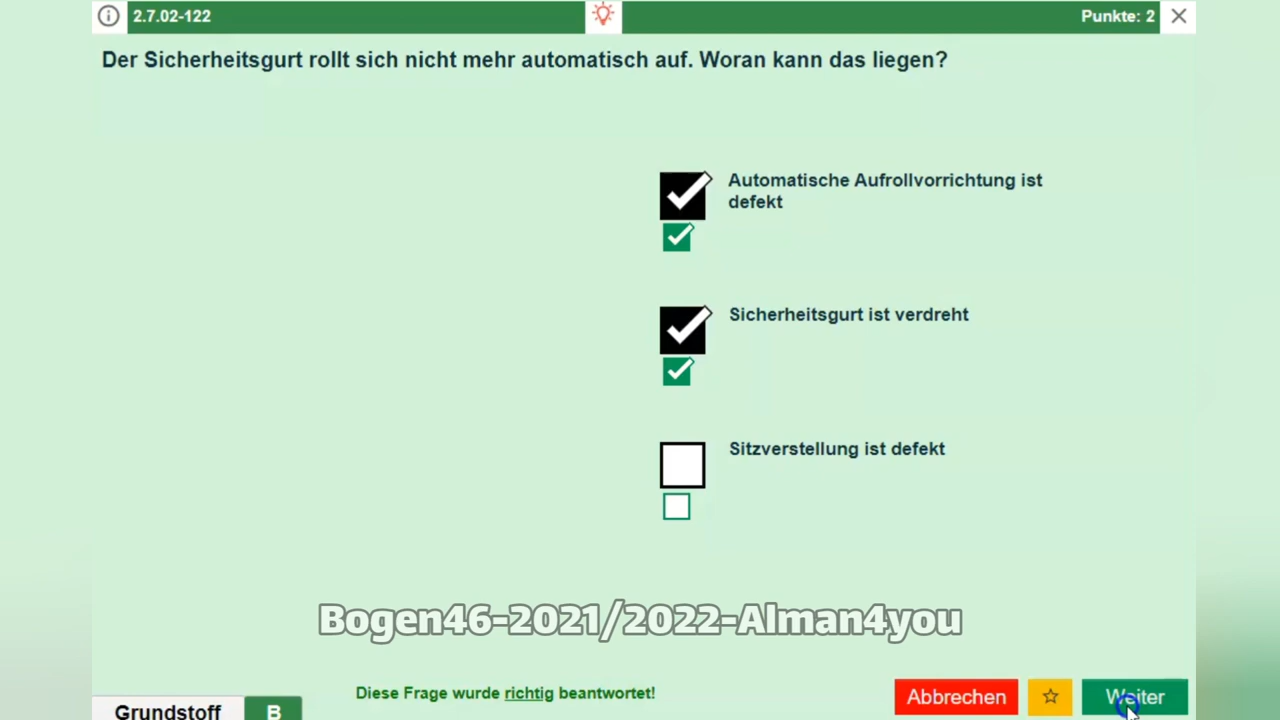 2.7.02-122
Punkte: 2
Der Sicherheitsgurt rollt sich nicht mehr automatisch auf. Woran kann das liegen?
Automatische Aufrollvorrichtung ist
defekt
Sicherheitsgurt ist verdreht
Sitzverstellung ist defekt
Bogen46-2021/2022-Alman4you
Diese Frage wurde richtig beantwortet!
Abbrechen
Weiter
Grundstoff
B